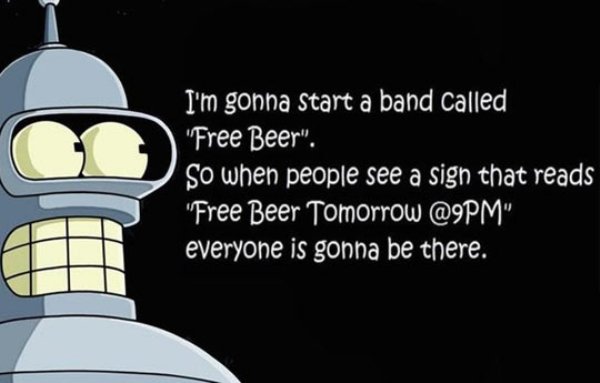 I'm gonna start a band called
"Free Beer".
So when people see a sign that reads
"Free Beer Tomorrow @9PM"
everyone is gonna be there.